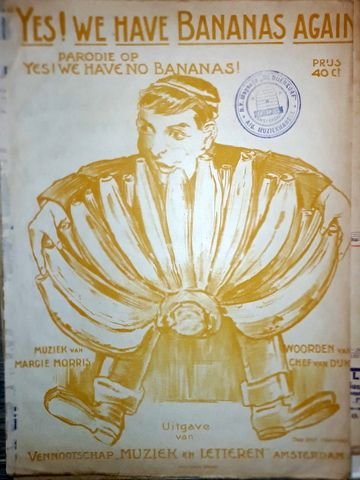 YES! WE HAVE BANANAS AGAIN
PARODIE OP
YES! WE HAVE NO BANANAS!
PRIJS
40 Ct
MUZIEK VAN
MARGIE MORRIS
WOORDEN VAN
CHEF VAN DIJK
Uitgave
van
VENNOOTSCHAP „MUZIEK en LETTEREN" AMSTERDAM